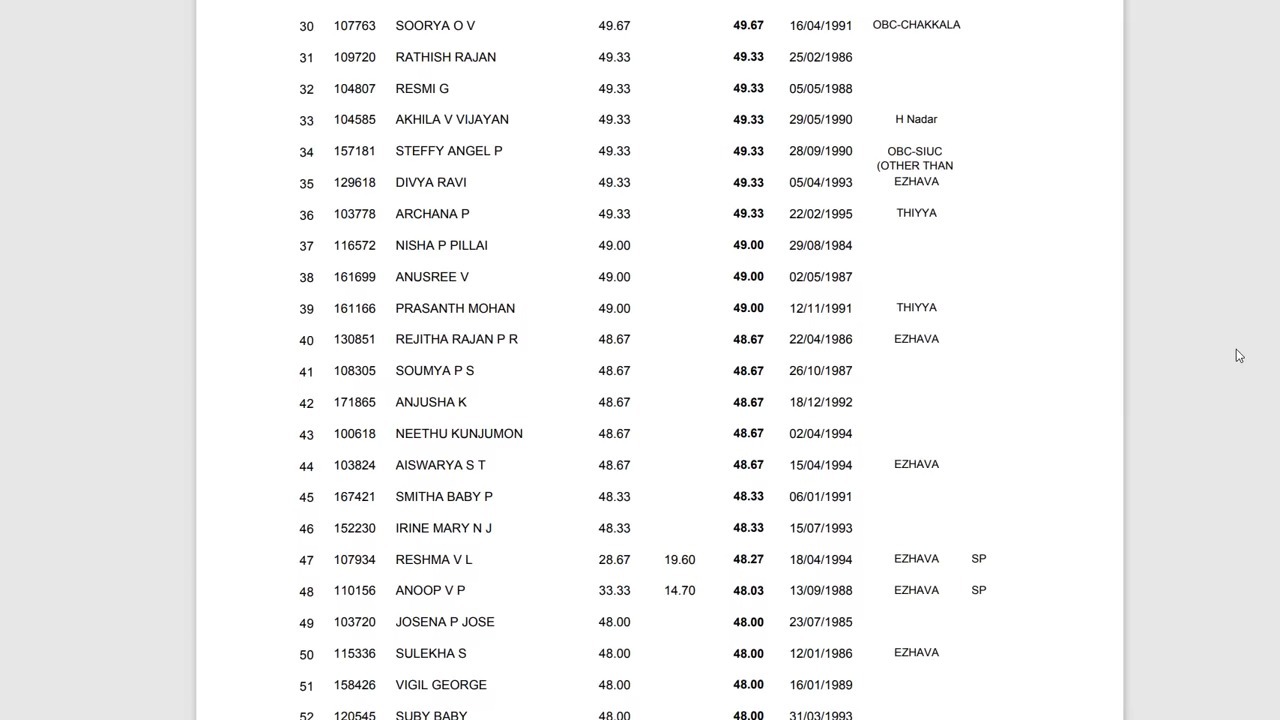 30 107763 SOORYA O V 49.67 49.67 16/04/1991 OBC-CHAKKALA
31 109720 RATHISH RAJAN 49.33 49.33 25/02/1986
32 104807 RESMI G 49.33 49.33 05/05/1988
33 104585 AKHILA V VIJAYAN 49.33 49.33 29/05/1990 H Nadar
34 157181 STEFFY ANGEL P 49.33 49.33 28/09/1990 OBC-SIUC
(OTHER THAN
35 129618 DIVYA RAVI 49.33 49.33 05/04/1993 EZHAVA
36 103778 ARCHANA P 49.33 49.33 22/02/1995 THIYYA
37 116572 NISHA P PILLAI 49.00 49.00 29/08/1984
38 161699 ANUSREE V 49.00 49.00 02/05/1987
39 161166 PRASANTH MOHAN 49.00 49.00 12/11/1991 THIYYA
40 130851 REJITHA RAJAN P R 48.67 48.67 22/04/1986 EZHAVA
41 108305 SOUMYA P S 48.67 48.67 26/10/1987
42 171865 ANJUSHA K 48.67 48.67 18/12/1992
43 100618 NEETHU KUNJUMON 48.67 48.67 02/04/1994
44 103824 AISWARYA S T 48.67 48.67 15/04/1994 EZHAVA
45 167421 SMITHA BABY P 48.33 48.33 06/01/1991
46 152230 IRINE MARY N J 48.33 48.33 15/07/1993
47 107934 RESHMA V L 28.67 19.60 48.27 18/04/1994 EZHAVA SP
48 110156 ANOOP V P 33.33 14.70 48.03 13/09/1988 EZHAVA SP
49 103720 JOSENA P JOSE 48.00 48.00 23/07/1985
50 115336 SULEKHA S 48.00 48.00 12/01/1986 EZHAVA
51 158426 VIGIL GEORGE 48.00 48.00 16/01/1989
52 120545 SUBY BABY 48.00 48.00 31/03/1993